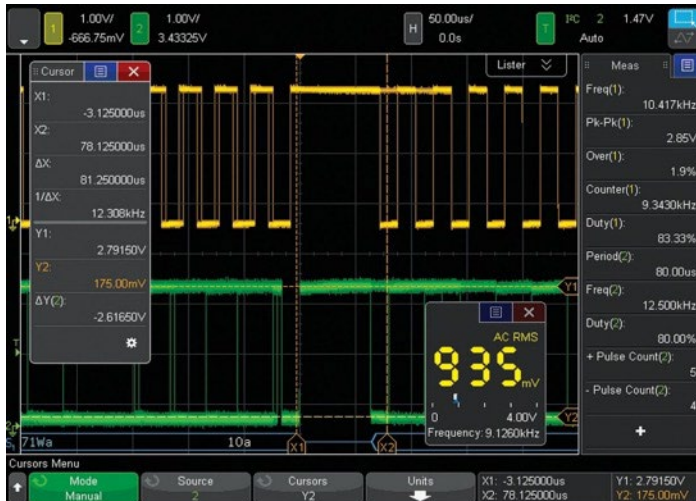 1 1.00V/ 2 1.00V/ H 50.00us/ T I²C 2 1.47V
-666.75mV 3.43325V 0.0s Auto
Lister
Cursor
X1:
-3.125000us
X2:
78.125000us
ΔX:
81.250000us
1/ΔX:
12.308kHz
Y1:
2.79150V
Y2:
175.00mV
ΔY(2):
-2.61650V
Meas
Freq(1):
10.417kHz
Pk-Pk(1):
2.85V
Over(1):
1.9%
Counter(1):
9.3430kHz
Duty(1):
83.33%
Period(2):
80.00us
Freq(2):
12.500kHz
Duty(2):
80.00%
+ Pulse Count(2):
5
- Pulse Count(2):
4
Y1
AC RMS
935 mV
0 4.00V
Frequency: 9.1260kHz
Y2
S₁ 71Wa 10a X1 X2
Cursors Menu
Mode Source Cursors Units X1: -3.125000us Y1: 2.79150V
Manual 2 Y2 X2: 78.125000us Y2: 175.00mV